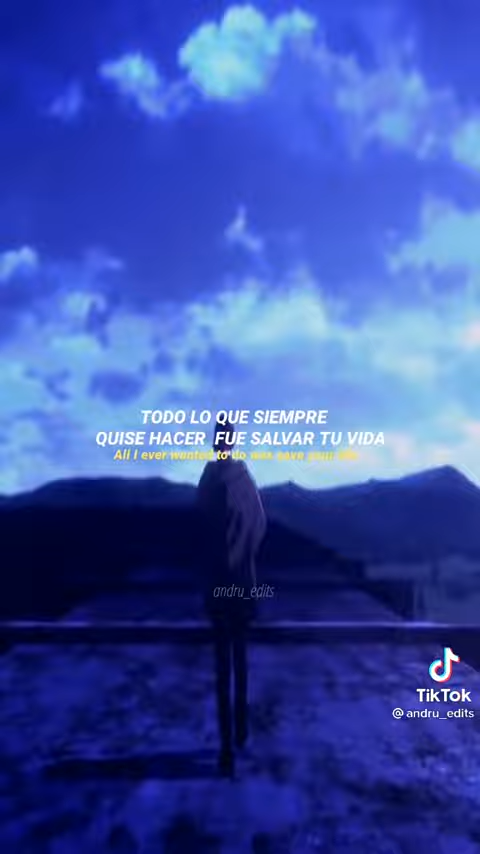 TODO LO QUE SIEMPRE
QUISE HACER FUE SALVAR TU VIDA
All I ever wanted to do was save your life
andru_edits
TikTok
@andru_edits